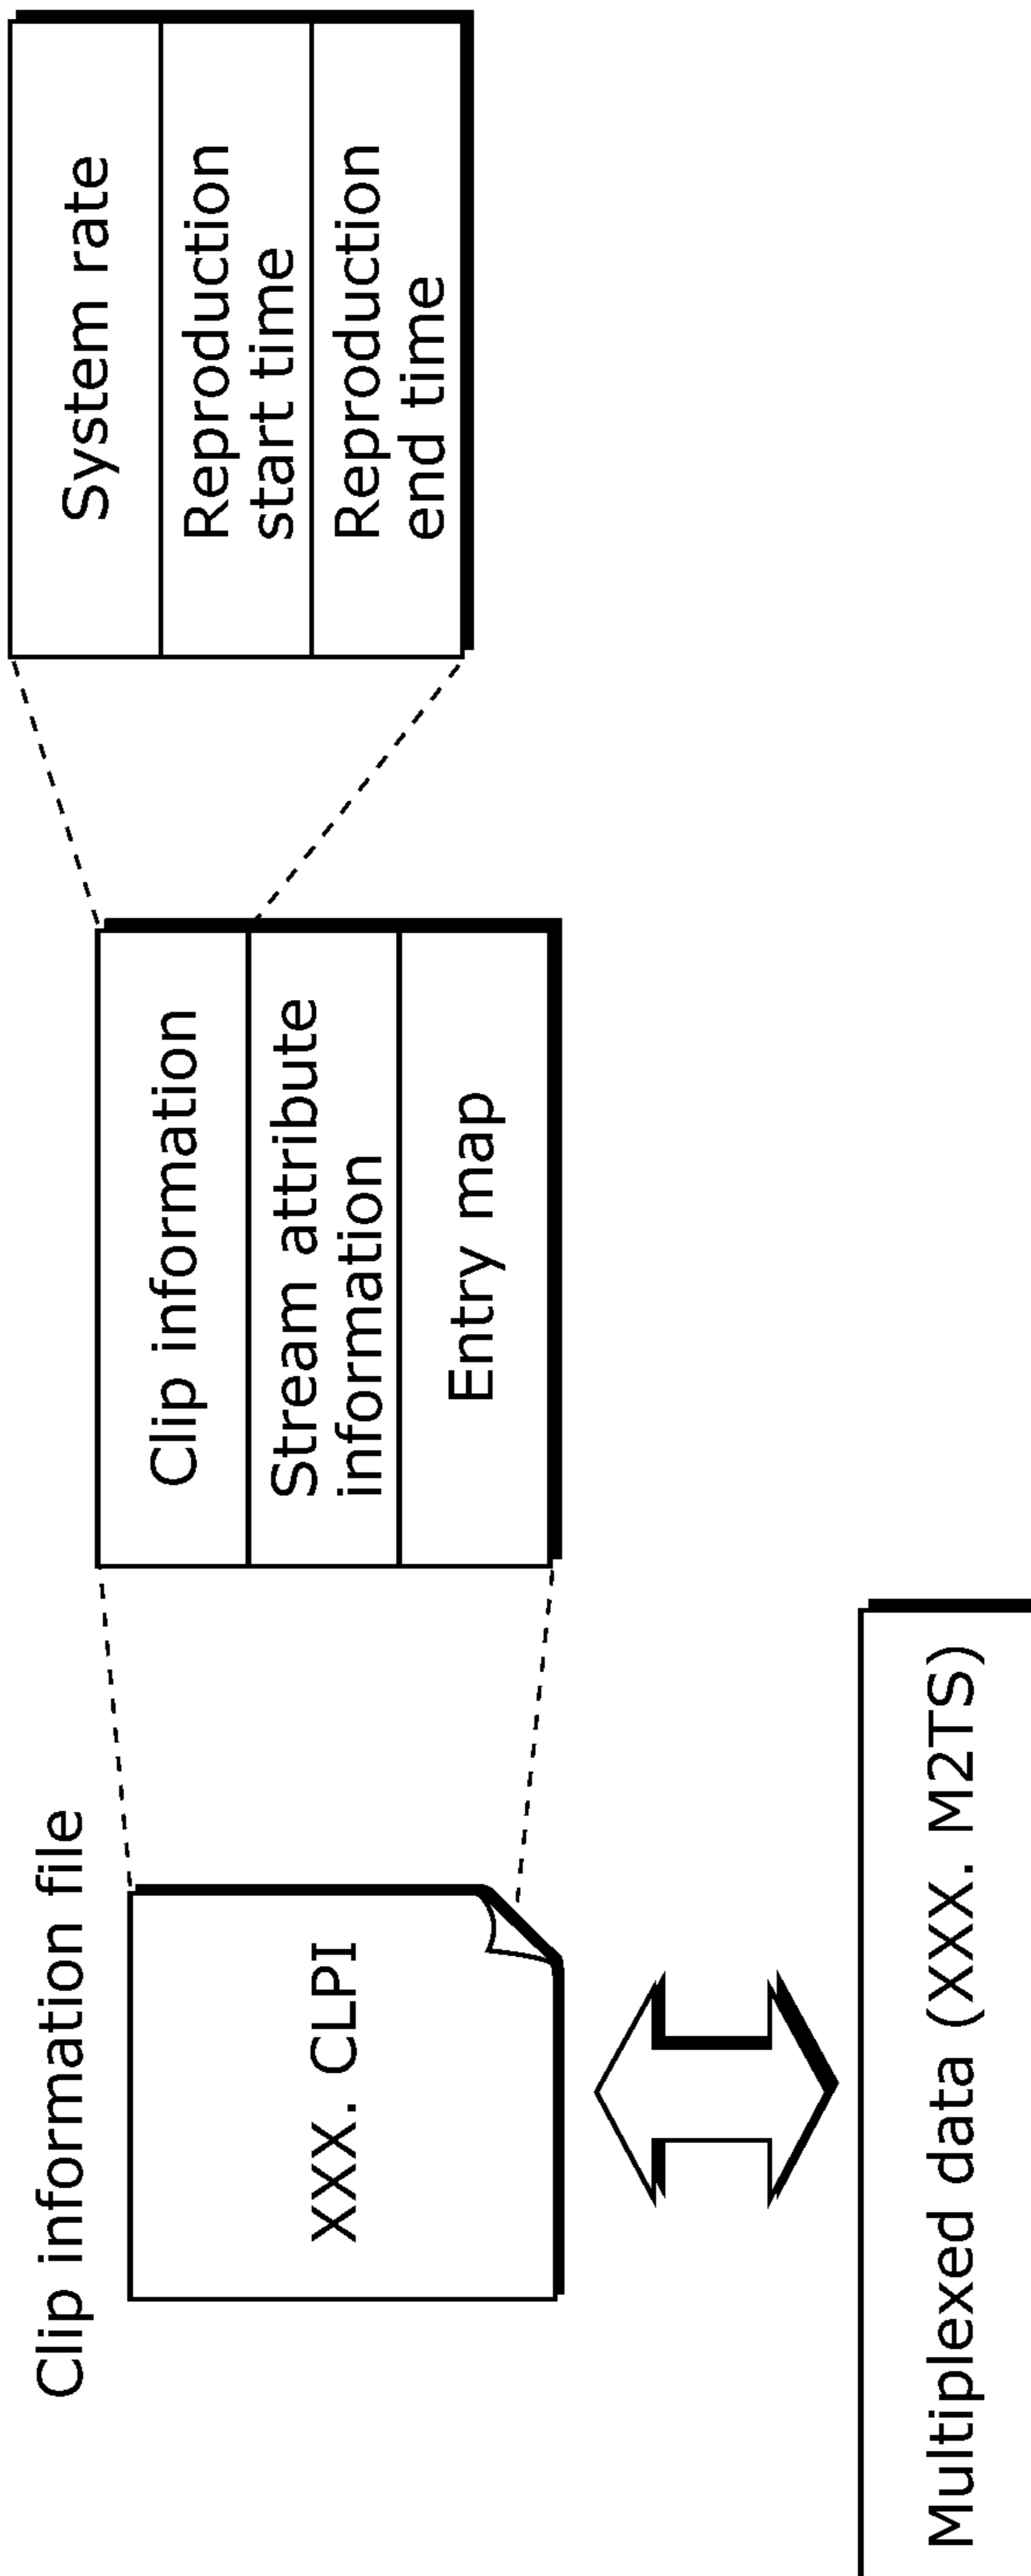 Clip information file
XXX. CLPI
Clip information
Stream attribute
information
Entry map
System rate
Reproduction
start time
Reproduction
end time
Multiplexed data (XXX. M2TS)